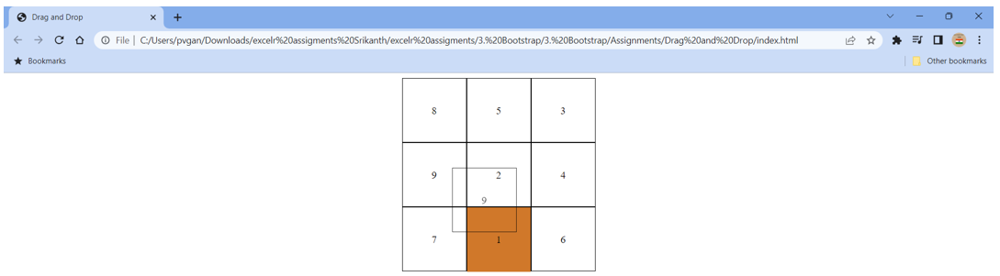 Drag and Drop
File | C:/Users/pvgan/Downloads/excelr%20assigments%20Srikanth/excelr%20assigments/3.%20Bootstrap/3.%20Bootstrap/Assignments/Drag%20and%20Drop/index.html
Bookmarks Other bookmarks
8 5 3
9 2 4
9
7 1 6